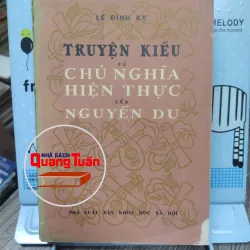 LÊ ĐÌNH KỴ
TRUYỆN KIỀU
VÀ
CHỦ NGHĨA
HIỆN THỰC
CỦA
NGUYỄN DU
NHÀ SÁCH
Quang Tuấn
NHÀ XUẤT BẢN KHOA HỌC XÃ HỘI
MELODY